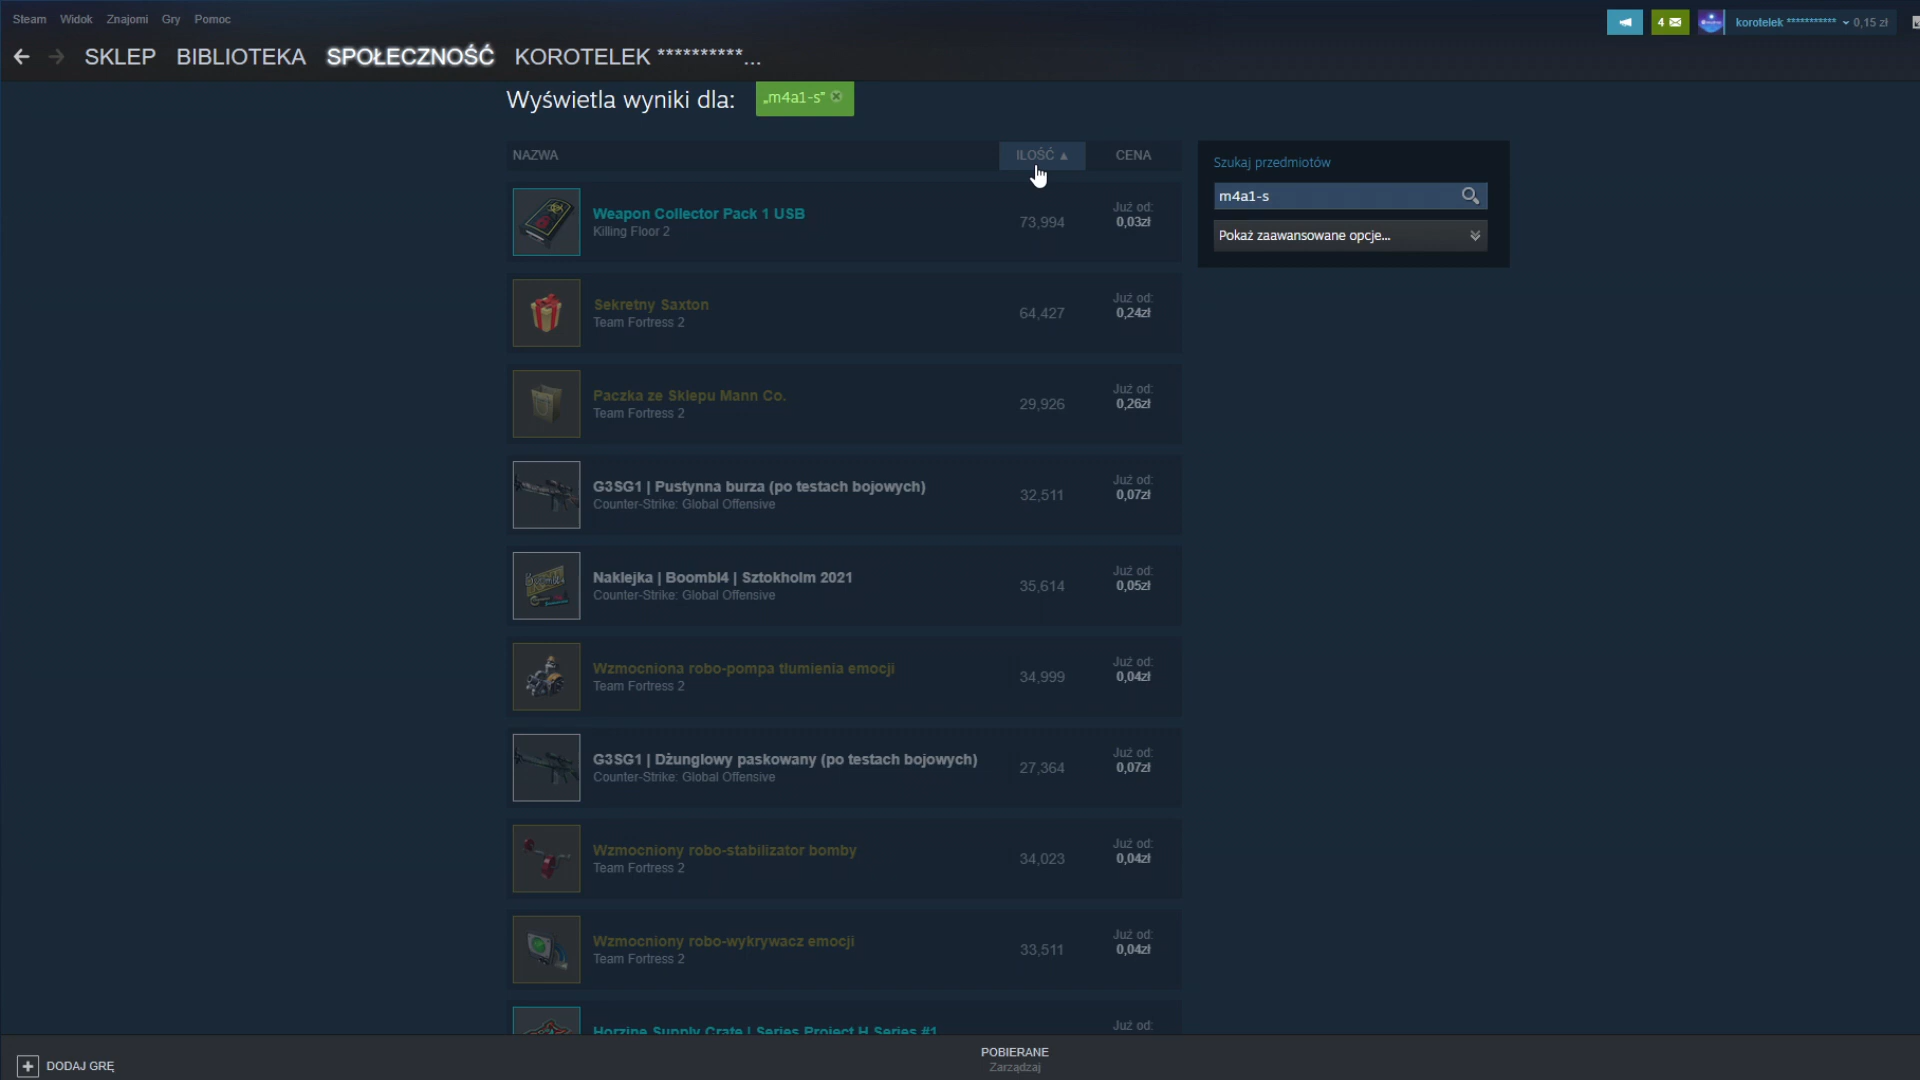 Steam Widok Znajomi Gry Pomoc
4 korotelek ********** 0,15 zł
SKLEP BIBLIOTEKA SPOŁECZNOŚĆ KOROTELEK **********...
Wyświetla wyniki dla: „m4a1-s”
NAZWA ILOŚĆ ▲ CENA
Szukaj przedmiotów
m4a1-s
Pokaż zaawansowane opcje...
Weapon Collector Pack 1 USB
Killing Floor 2
73,994
Już od:
0,03zł
Sekretny Saxton
Team Fortress 2
64,427
Już od:
0,24zł
Paczka ze Sklepu Mann Co.
Team Fortress 2
29,926
Już od:
0,26zł
G3SG1 | Pustynna burza (po testach bojowych)
Counter-Strike: Global Offensive
32,511
Już od:
0,07zł
Naklejka | Boombl4 | Sztokholm 2021
Counter-Strike: Global Offensive
35,614
Już od:
0,05zł
Wzmocniona robo-pompa tłumienia emocji
Team Fortress 2
34,999
Już od:
0,04zł
G3SG1 | Dżunglowy paskowany (po testach bojowych)
Counter-Strike: Global Offensive
27,364
Już od:
0,07zł
Wzmocniony robo-stabilizator bomby
Team Fortress 2
34,023
Już od:
0,04zł
Wzmocniony robo-wykrywacz emocji
Team Fortress 2
33,511
Już od:
0,04zł
Horzine Supply Crate | Series Project H Series #1
Już od:
DODAJ GRĘ
POBIERANE
Zarządzaj